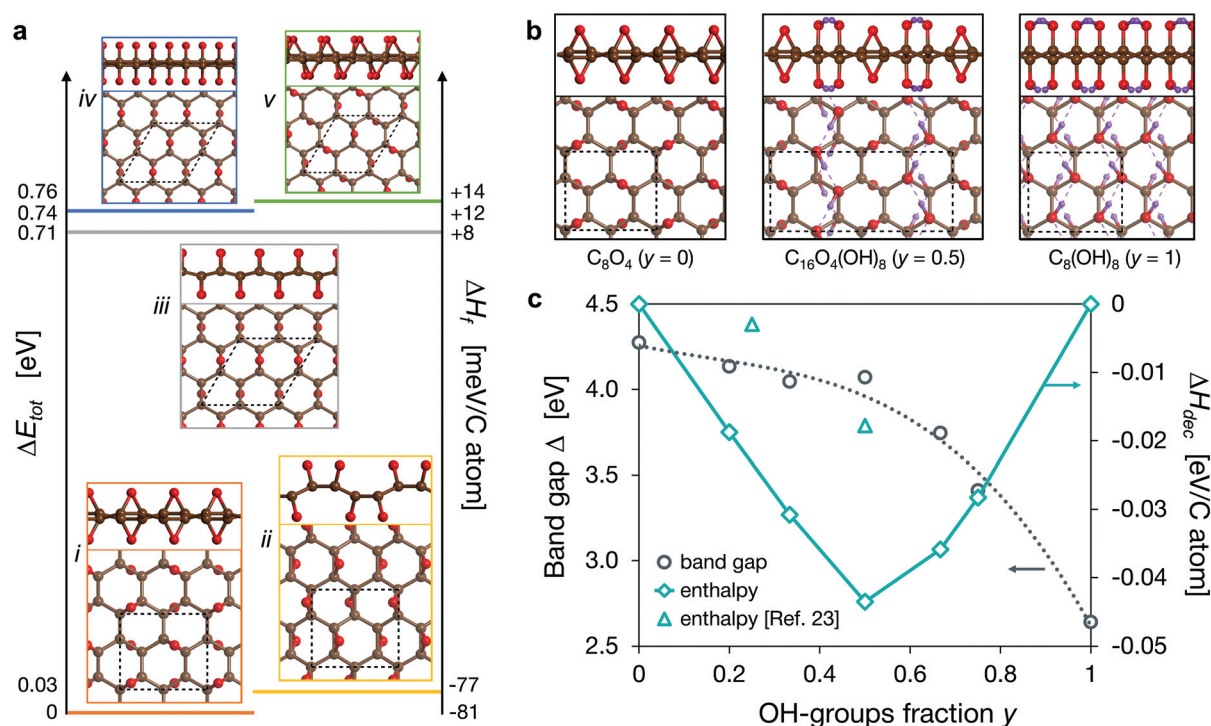 a
iv
v
0.76
0.74
0.71
+14
+12
+8
iii
ΔEtot [eV]
ΔHf [meV/C atom]
i
ii
0.03
0
-77
-81
b
C8O4 (y = 0)
C16O4(OH)8 (y = 0.5)
C8(OH)8 (y = 1)
c
4.5
4.0
3.5
3.0
2.5
Band gap Δ [eV]
0
-0.01
-0.02
-0.03
-0.04
-0.05
ΔHdec [eV/C atom]
band gap
enthalpy
enthalpy [Ref. 23]
0 0.2 0.4 0.6 0.8 1
OH-groups fraction y